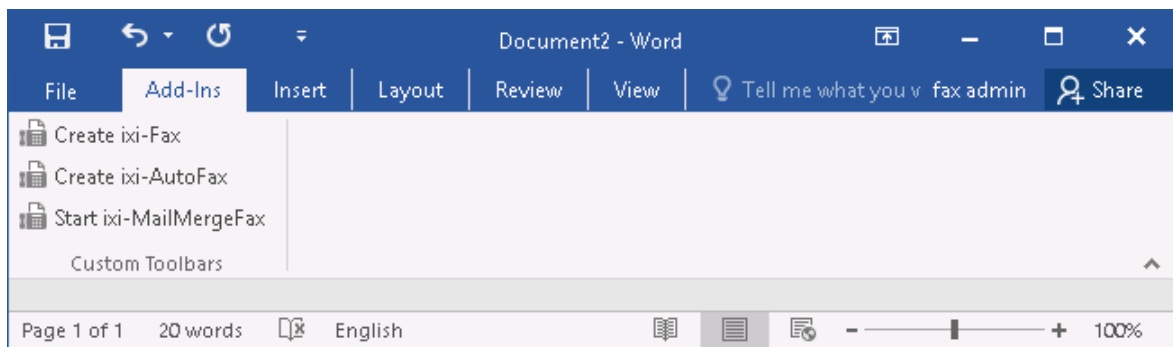 Document2 - Word
File Add-Ins Insert Layout Review View Tell me what you v fax admin Share
Create ixi-Fax
Create ixi-AutoFax
Start ixi-MailMergeFax
Custom Toolbars
Page 1 of 1 20 words English 100%